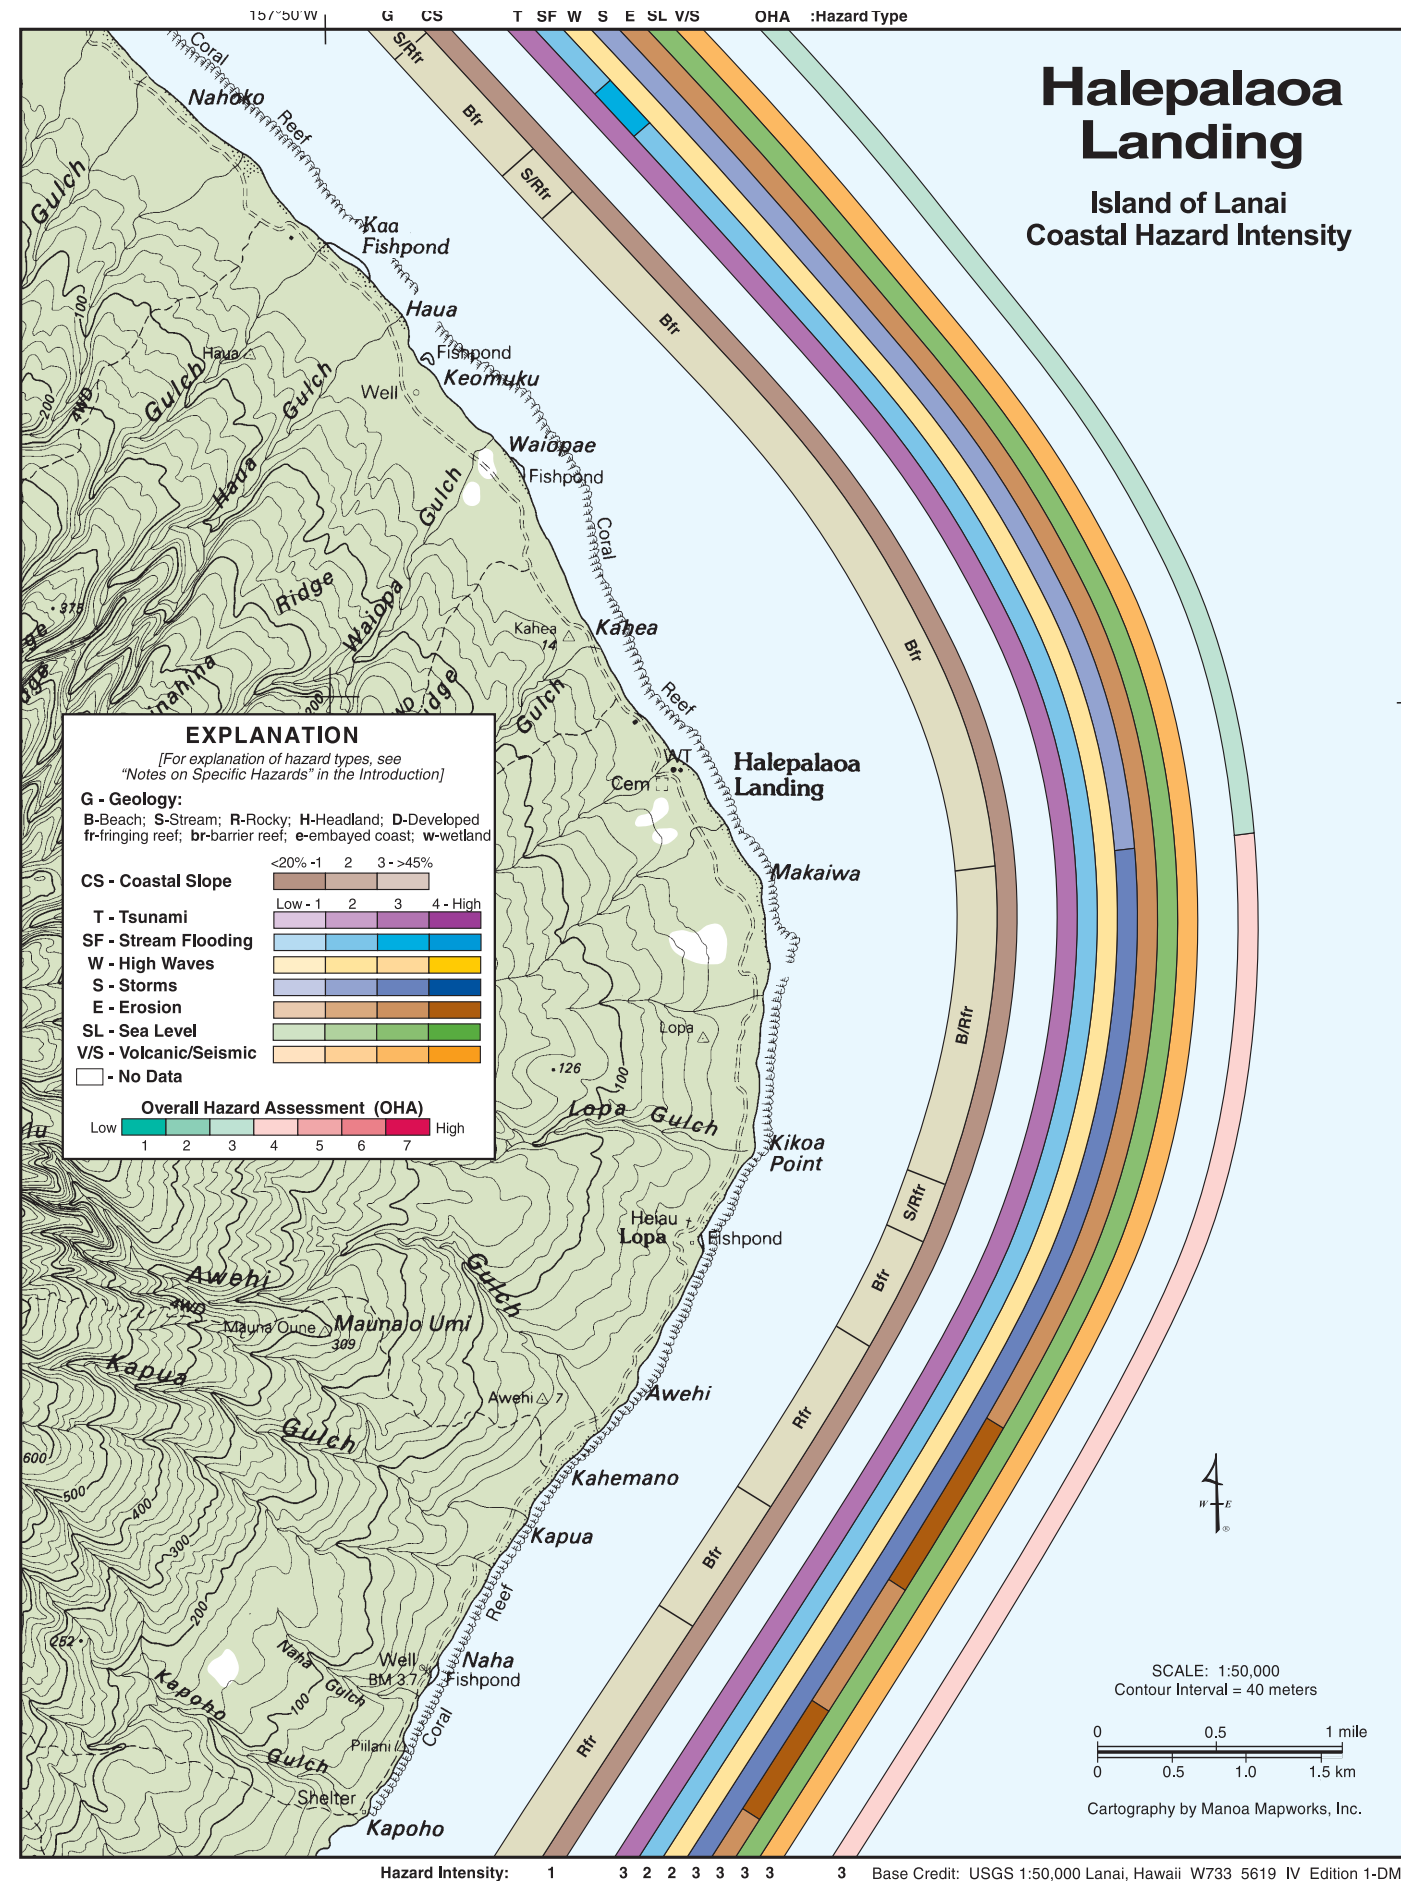 157°50'W G CS T SF W S E SL V/S OHA :Hazard Type
Halepalaoa
Landing
Island of Lanai
Coastal Hazard Intensity
S/Rfr
Bfr
S/Rfr
Bfr
Bfr
B/Rfr
S/Rfr
Bfr
Rfr
Bfr
Rfr
Coral
Nahoko
Reef
Gulch
Kaa
Fishpond
100
Haua
Haua
Fishpond
Keomuku
Gulch
Gulch
Well
200
4WD
Waiopae
Fishpond
Haua
Gulch
Coral
375
Ridge
Waiopa
Kahea
14
Kahea
inahina
200
Gulch
Reef
WT
Cem
Halepalaoa
Landing
Makaiwa
EXPLANATION
[For explanation of hazard types, see
“Notes on Specific Hazards” in the Introduction]
G - Geology:
B-Beach; S-Stream; R-Rocky; H-Headland; D-Developed
fr-fringing reef; br-barrier reef; e-embayed coast; w-wetland
<20% -1 2 3 - >45%
CS - Coastal Slope
Low - 1 2 3 4 - High
T - Tsunami
SF - Stream Flooding
W - High Waves
S - Storms
E - Erosion
SL - Sea Level
V/S - Volcanic/Seismic
- No Data
Overall Hazard Assessment (OHA)
Low High
1 2 3 4 5 6 7
Lopa
126
100
Lopa Gulch
Kikoa
Point
Heiau
Lopa
Fishpond
Awehi
Gulch
4WD
Mauna Oune
Mauna o Umi
309
Kapua
Gulch
Awehi 7
Awehi
600
500
400
300
200
Kahemano
Kapua
Reef
252
Naha
Gulch
Well
BM 3.7
Naha
Fishpond
Kapoho
100
Coral
Piilani
Gulch
Shelter
Kapoho
W E
®
SCALE: 1:50,000
Contour Interval = 40 meters
0 0.5 1 mile
0 0.5 1.0 1.5 km
Cartography by Manoa Mapworks, Inc.
Hazard Intensity: 1 3 2 2 3 3 3 3 3 Base Credit: USGS 1:50,000 Lanai, Hawaii W733 5619 IV Edition 1-DM